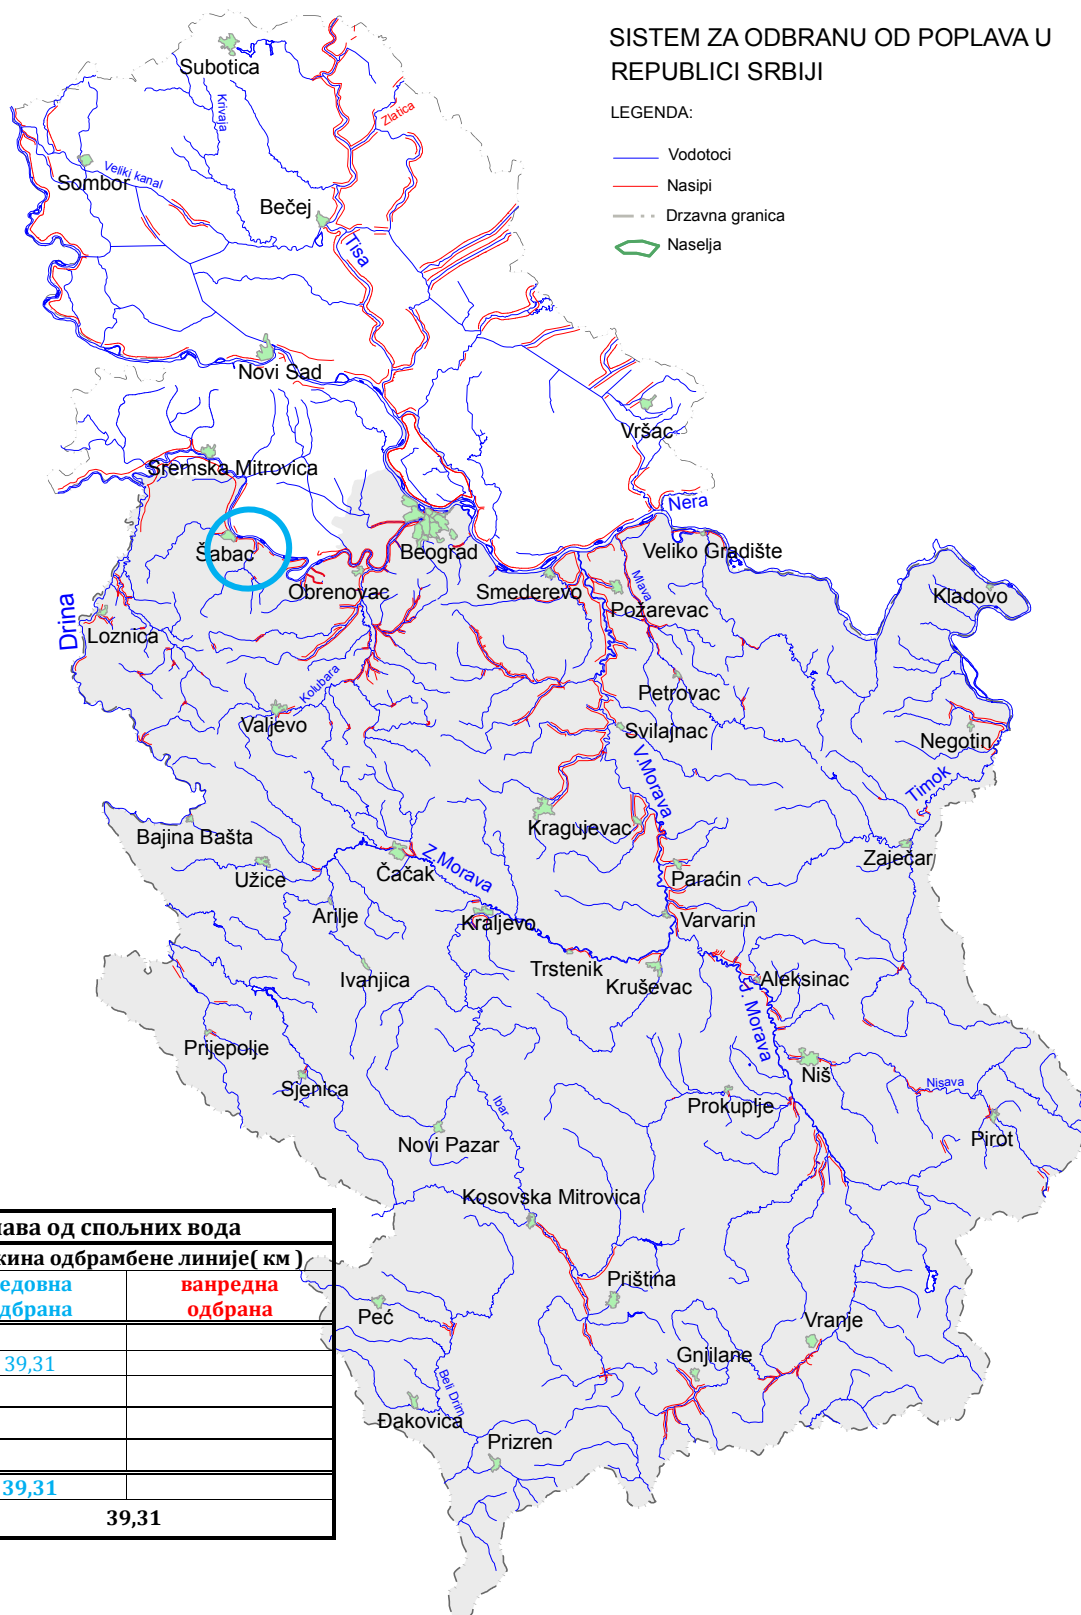 SISTEM ZA ODBRANU OD POPLAVA U
REPUBLICI SRBIJI
LEGENDA:
Vodotoci
Nasipi
Drzavna granica
Naselja
Subotica
Krivaja
Zlatica
Sombor
Veliki kanal
Bečej
Tisa
Novi Sad
Vršac
Sremska Mitrovica
Nera
Šabac
Beograd
Veliko Gradište
Obrenovac
Smederevo
Mlava
Požarevac
Kladovo
Drina
Loznica
Kolubara
Petrovac
Valjevo
Svilajnac
Negotin
V.Morava
Timok
Bajina Bašta
Kragujevac
Zaječar
Užice
Čačak
Z.Morava
Paraćin
Arilje
Kraljevo
Varvarin
Ivanjica
Trstenik
Kruševac
Aleksinac
J. Morava
Prijepolje
Sjenica
Niš
Nisava
Ibar
Prokuplje
Pirot
Novi Pazar
Kosovska Mitrovica
Priština
Peć
Vranje
Gnjilane
Beli Drim
Đakovica
Prizren
лава од спољних вода
жина одбрамбене линије( км )
едовна ванредна
дбрана одбрана
39,31
39,31
39,31